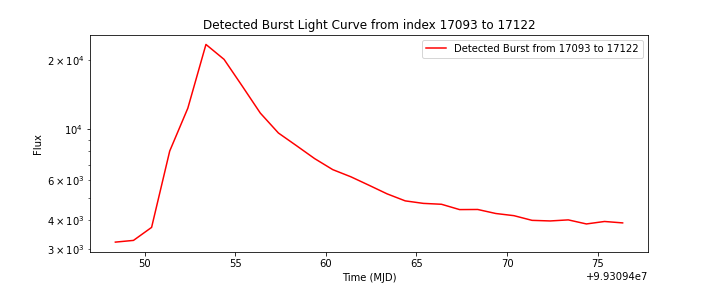 Detected Burst Light Curve from index 17093 to 17122
Detected Burst from 17093 to 17122
Flux
2 × 10⁴
10⁴
6 × 10³
4 × 10³
3 × 10³
50 55 60 65 70 75
+9.93094e7
Time (MJD)